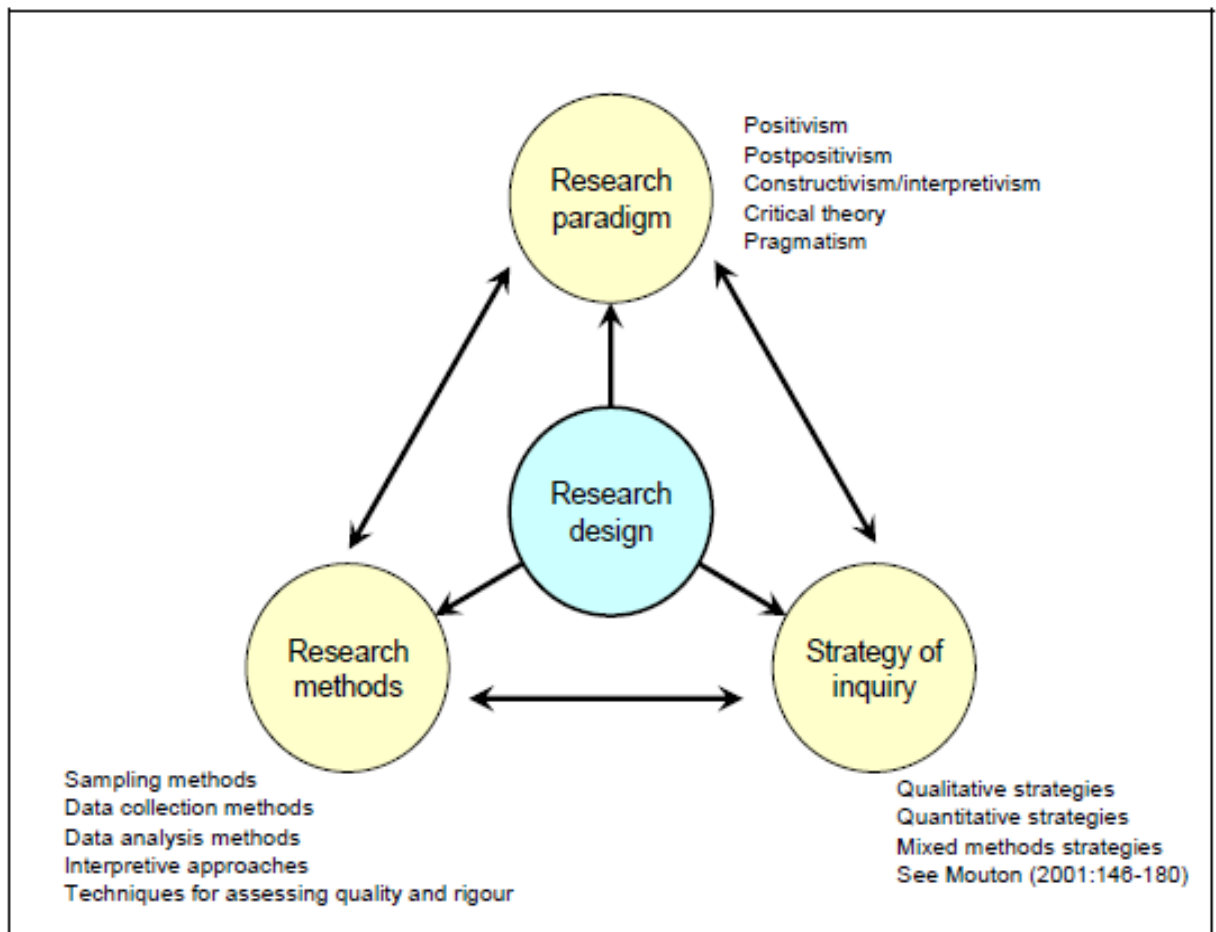 Research
paradigm
Positivism
Postpositivism
Constructivism/interpretivism
Critical theory
Pragmatism
Research
design
Research
methods
Strategy of
inquiry
Sampling methods
Data collection methods
Data analysis methods
Interpretive approaches
Techniques for assessing quality and rigour
Qualitative strategies
Quantitative strategies
Mixed methods strategies
See Mouton (2001:146-180)